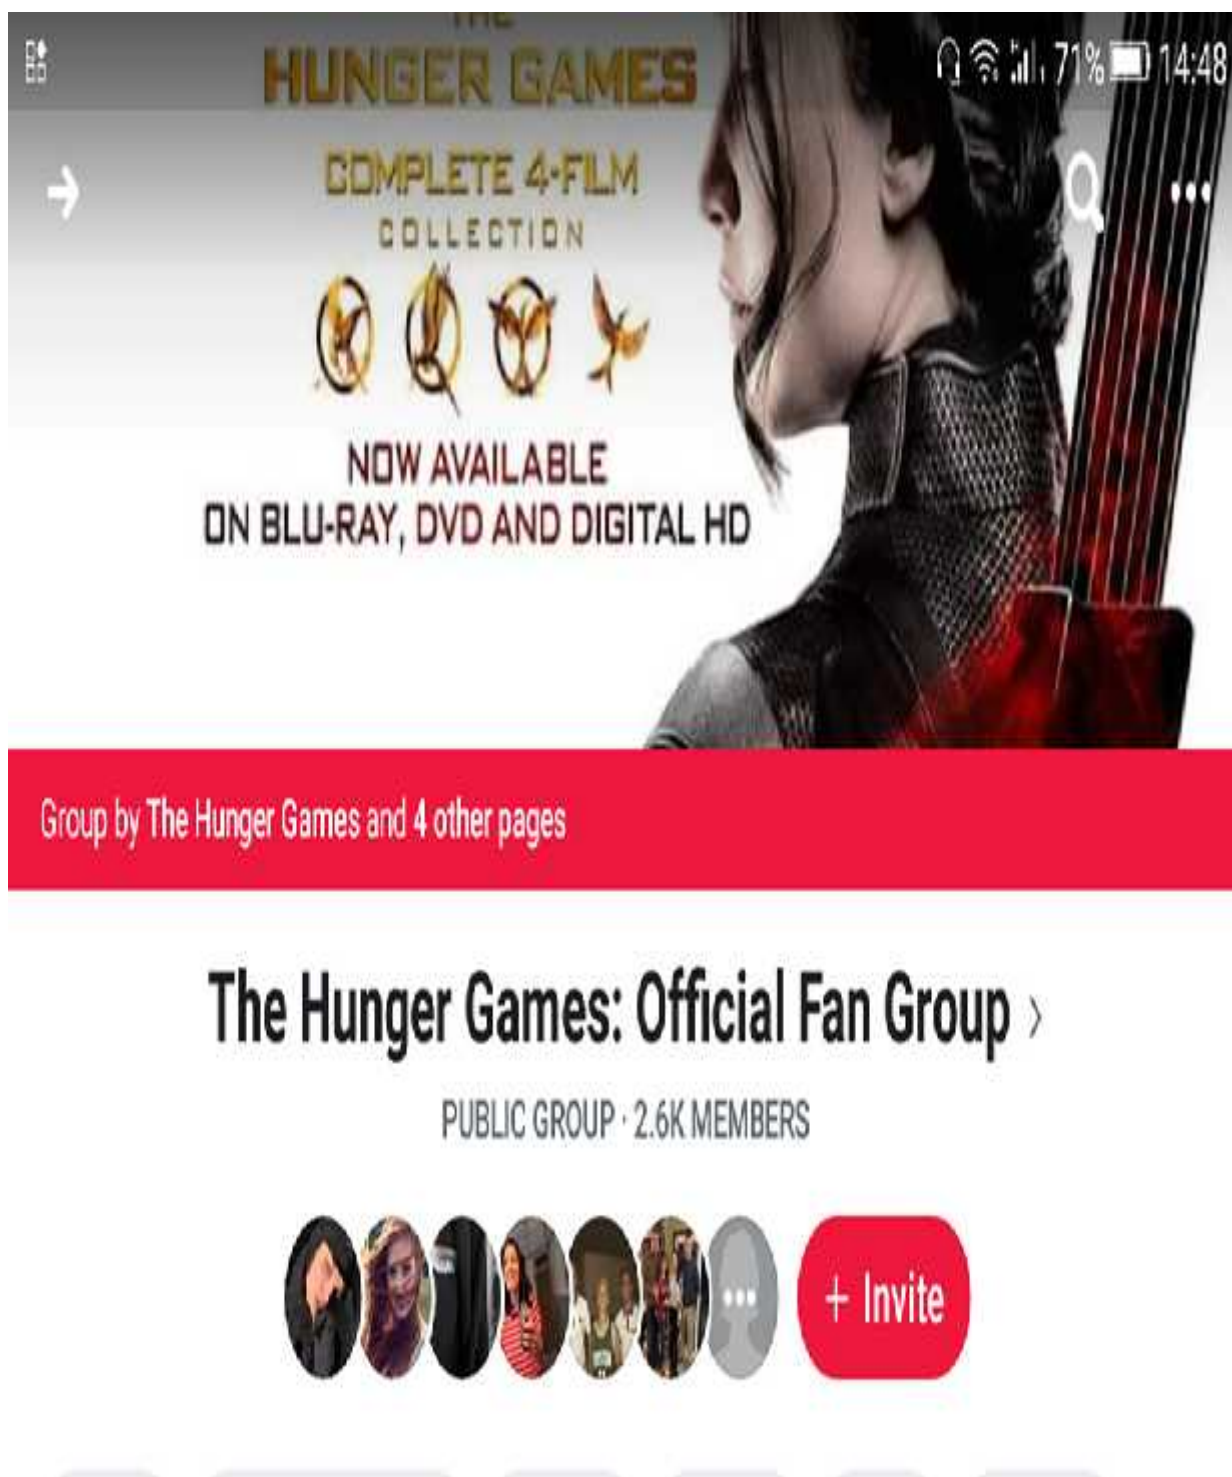 THE
HUNGER GAMES
71% 14:48
COMPLETE 4-FILM
COLLECTION
NOW AVAILABLE
ON BLU-RAY, DVD AND DIGITAL HD
Group by The Hunger Games and 4 other pages
The Hunger Games: Official Fan Group
PUBLIC GROUP · 2.6K MEMBERS
+ Invite